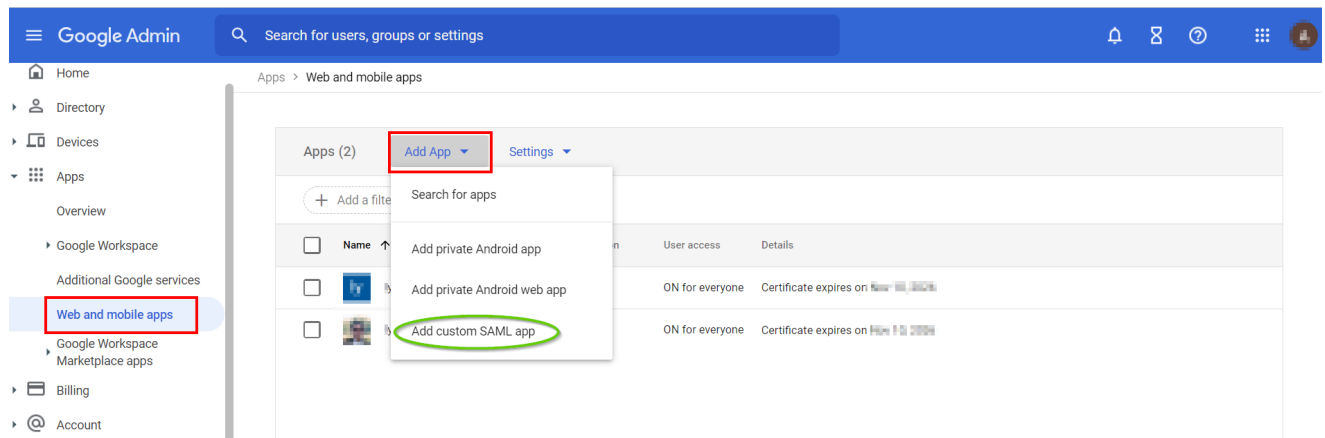 Google Admin
Search for users, groups or settings
Home
Directory
Devices
Apps
Overview
Google Workspace
Additional Google services
Web and mobile apps
Google Workspace
Marketplace apps
Billing
Account
Apps > Web and mobile apps
Apps (2)
Add App
Settings
Add a filte
Search for apps
Add private Android app
Add private Android web app
Add custom SAML app
Name
User access
Details
ON for everyone
Certificate expires on
ON for everyone
Certificate expires on